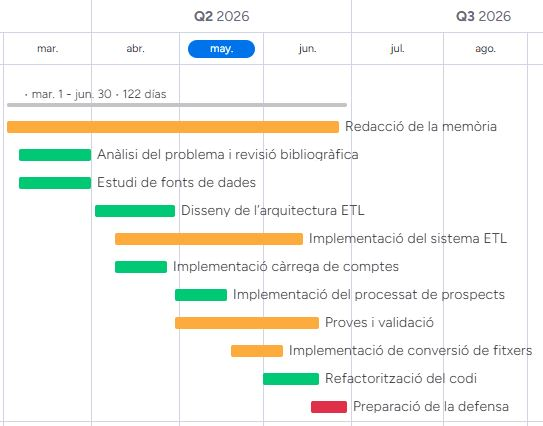 Q2 2026 Q3 2026
mar. abr. may. jun. jul. ago.
· mar. 1 - jun. 30 · 122 días
Redacció de la memòria
Anàlisi del problema i revisió bibliogràfica
Estudi de fonts de dades
Disseny de l'arquitectura ETL
Implementació del sistema ETL
Implementació càrrega de comptes
Implementació del processat de prospects
Proves i validació
Implementació de conversió de fitxers
Refactorització del codi
Preparació de la defensa